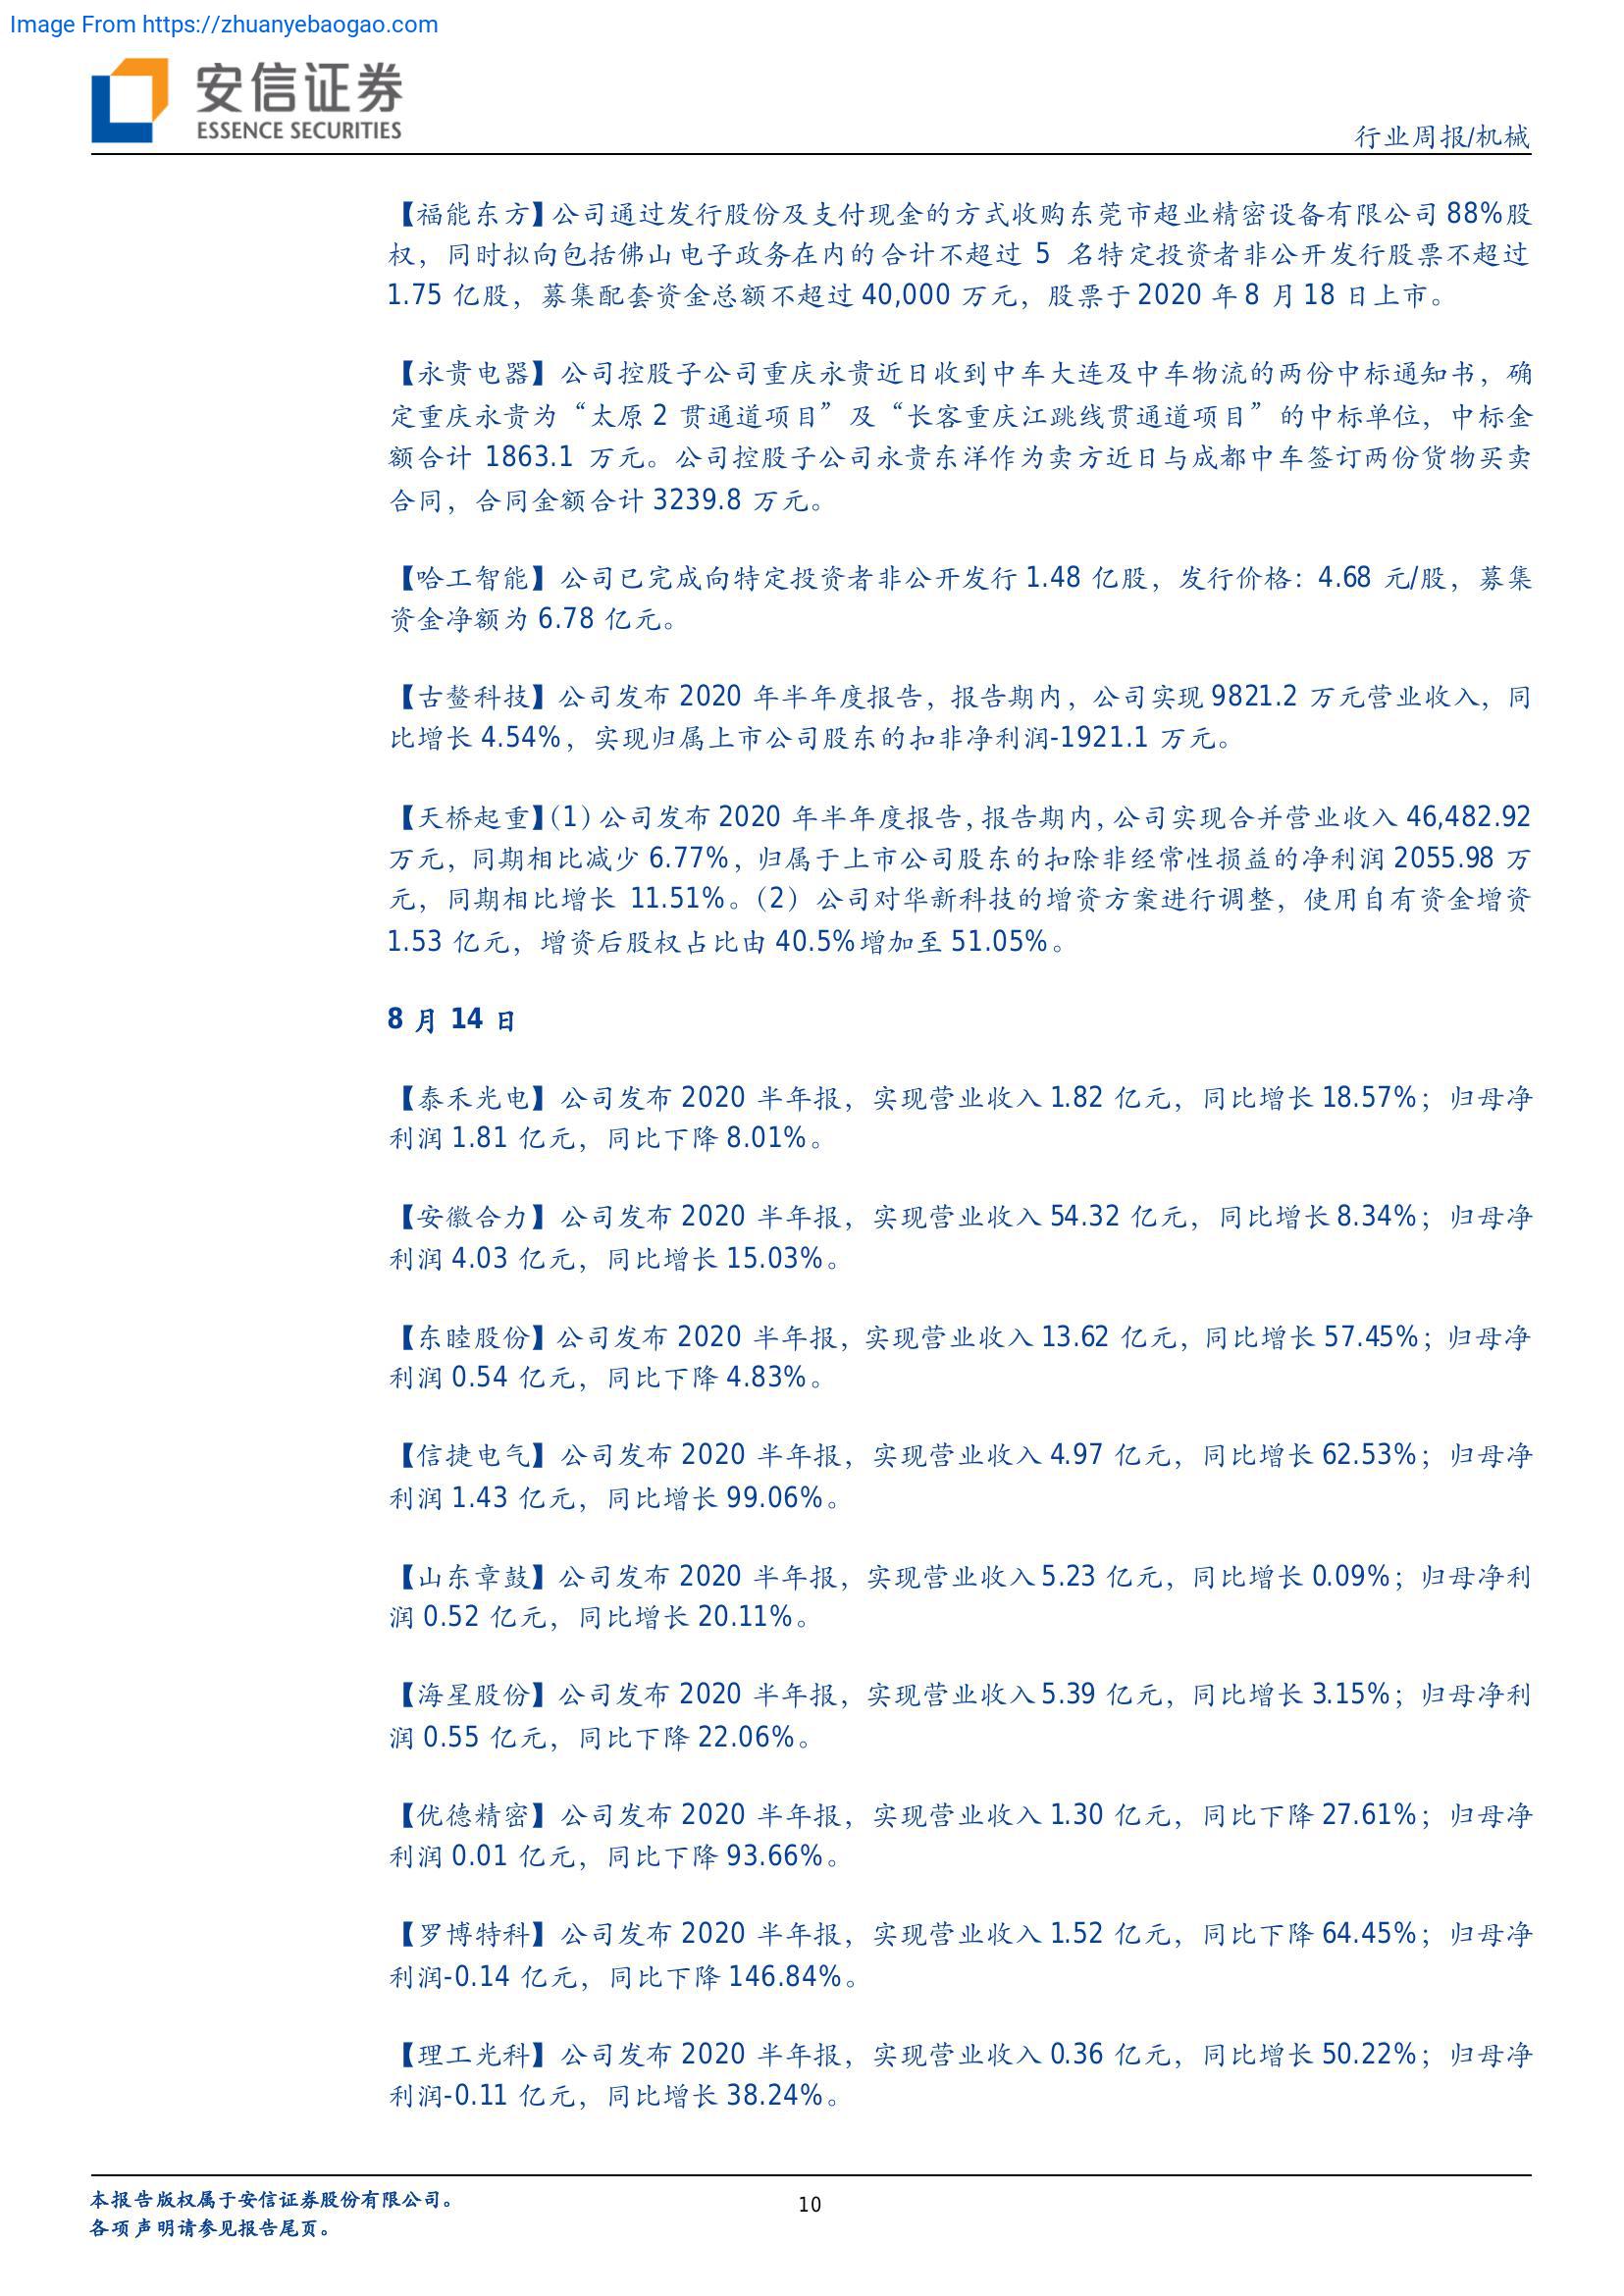 Image From https://zhuanyebaogao.com
安信证券
ESSENCE SECURITIES
行业周报/机械
【福能东方】公司通过发行股份及支付现金的方式收购东莞市超业精密设备有限公司 88%股
权，同时拟向包括佛山电子政务在内的合计不超过 5 名特定投资者非公开发行股票不超过
1.75 亿股，募集配套资金总额不超过 40,000 万元，股票于 2020 年 8 月 18 日上市。
【永贵电器】公司控股子公司重庆永贵近日收到中车大连及中车物流的两份中标通知书，确
定重庆永贵为“太原 2 贯通道项目”及“长客重庆江跳线贯通道项目”的中标单位，中标金
额合计 1863.1 万元。公司控股子公司永贵东洋作为卖方近日与成都中车签订两份货物买卖
合同，合同金额合计 3239.8 万元。
【哈工智能】公司已完成向特定投资者非公开发行 1.48 亿股，发行价格：4.68 元/股，募集
资金净额为 6.78 亿元。
【古鳌科技】公司发布 2020 年半年度报告，报告期内，公司实现 9821.2 万元营业收入，同
比增长 4.54%，实现归属上市公司股东的扣非净利润-1921.1 万元。
【天桥起重】（1）公司发布 2020 年半年度报告，报告期内，公司实现合并营业收入 46,482.92
万元，同期相比减少 6.77%，归属于上市公司股东的扣除非经常性损益的净利润 2055.98 万
元，同期相比增长 11.51%。（2）公司对华新科技的增资方案进行调整，使用自有资金增资
1.53 亿元，增资后股权占比由 40.5%增加至 51.05%。
8 月 14 日
【泰禾光电】公司发布 2020 半年报，实现营业收入 1.82 亿元，同比增长 18.57%；归母净
利润 1.81 亿元，同比下降 8.01%。
【安徽合力】公司发布 2020 半年报，实现营业收入 54.32 亿元，同比增长 8.34%；归母净
利润 4.03 亿元，同比增长 15.03%。
【东睦股份】公司发布 2020 半年报，实现营业收入 13.62 亿元，同比增长 57.45%；归母净
利润 0.54 亿元，同比下降 4.83%。
【信捷电气】公司发布 2020 半年报，实现营业收入 4.97 亿元，同比增长 62.53%；归母净
利润 1.43 亿元，同比增长 99.06%。
【山东章鼓】公司发布 2020 半年报，实现营业收入 5.23 亿元，同比增长 0.09%；归母净利
润 0.52 亿元，同比增长 20.11%。
【海星股份】公司发布 2020 半年报，实现营业收入 5.39 亿元，同比增长 3.15%；归母净利
润 0.55 亿元，同比下降 22.06%。
【优德精密】公司发布 2020 半年报，实现营业收入 1.30 亿元，同比下降 27.61%；归母净
利润 0.01 亿元，同比下降 93.66%。
【罗博特科】公司发布 2020 半年报，实现营业收入 1.52 亿元，同比下降 64.45%；归母净
利润-0.14 亿元，同比下降 146.84%。
【理工光科】公司发布 2020 半年报，实现营业收入 0.36 亿元，同比增长 50.22%；归母净
利润-0.11 亿元，同比增长 38.24%。
本报告版权属于安信证券股份有限公司。
各项声明请参见报告尾页。
10